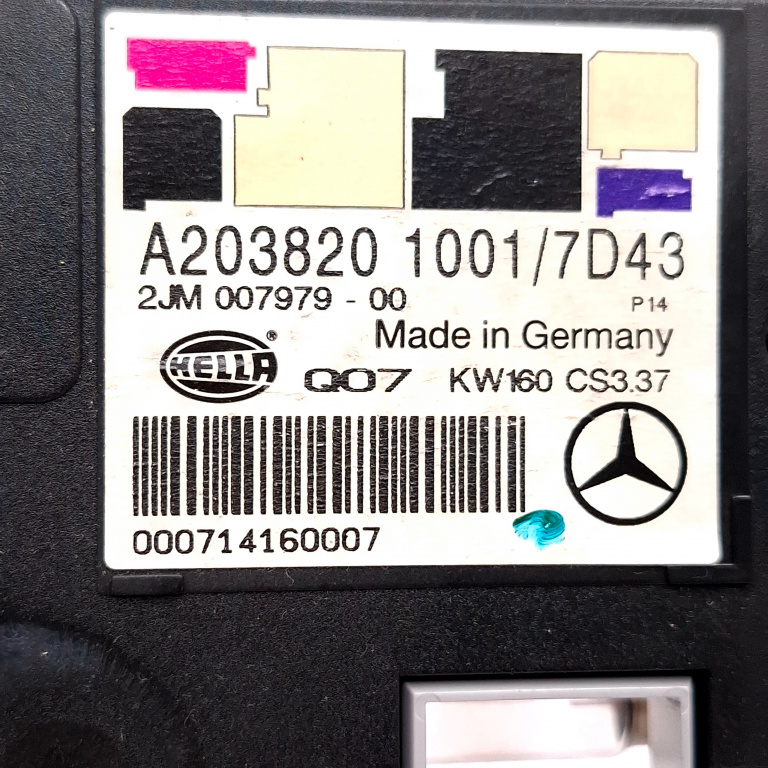 A203820 1001/7D43
2JM 007979 - 00 P14
Made in Germany
HELLA ® Q07 KW160 CS3.37
000714160007